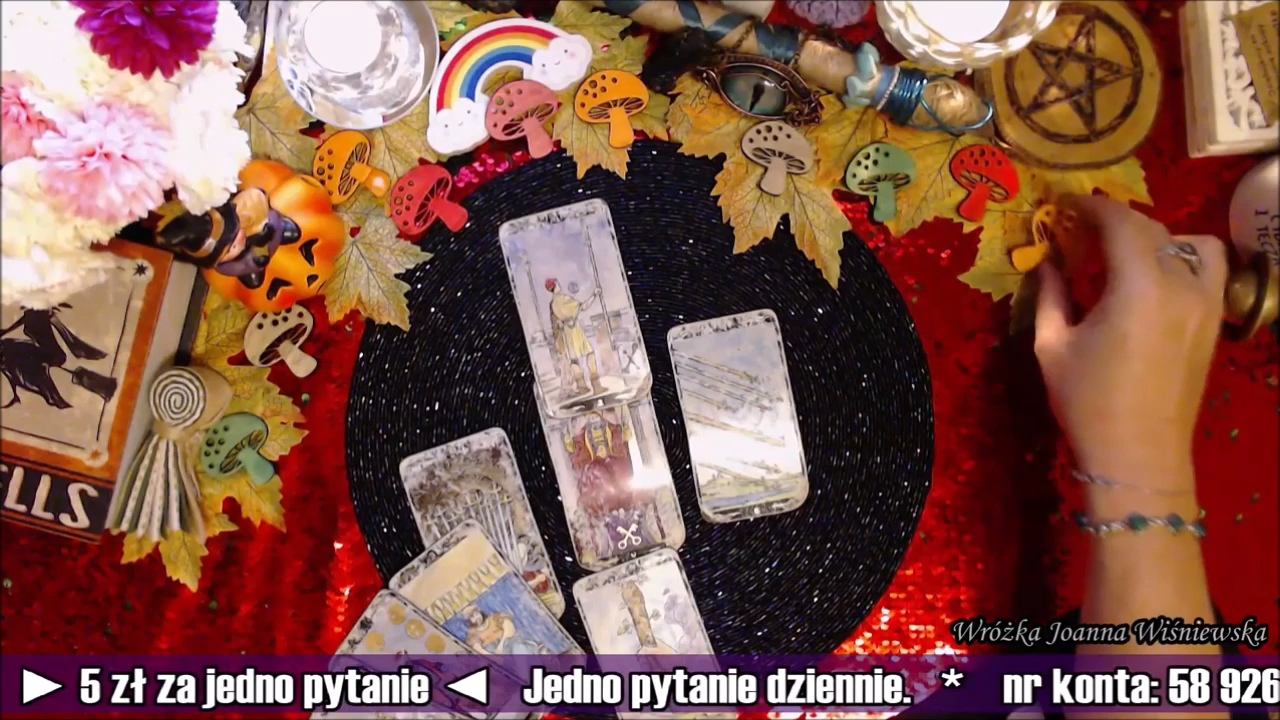 ELLS
Wróżka Joanna Wiśniewska
► 5 zł za jedno pytanie ◄ Jedno pytanie dziennie. * nr konta: 58 926